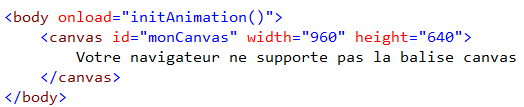 <body onload="initAnimation()">
    <canvas id="monCanvas" width="960" height="640">
        Votre navigateur ne supporte pas la balise canvas
    </canvas>
</body>